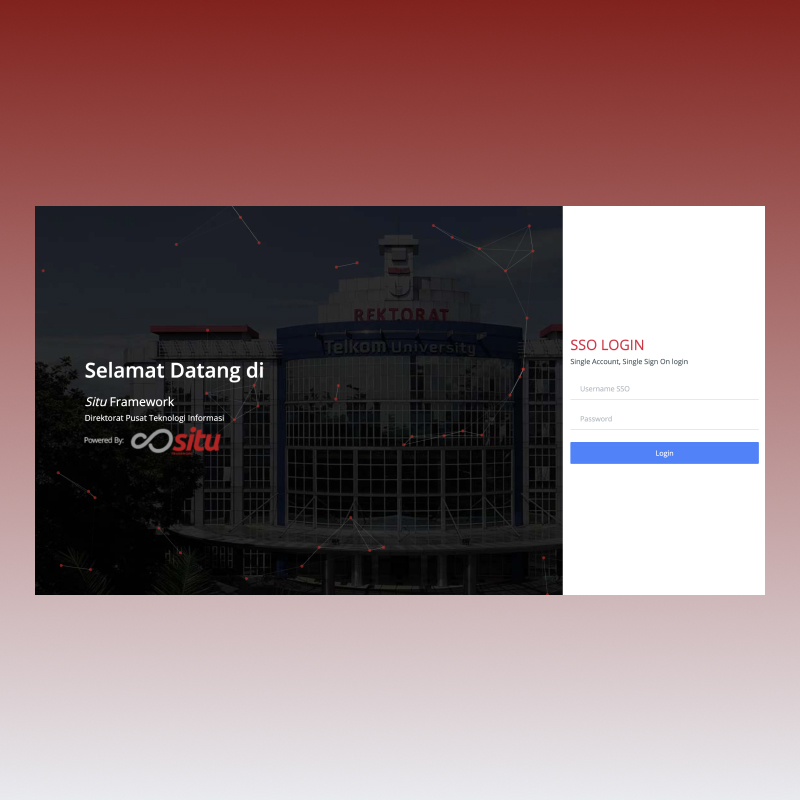 REKTORAT
Telkom University
Selamat Datang di
Situ Framework
Direktorat Pusat Teknologi Informasi
Powered By: situ
SSO LOGIN
Single Account, Single Sign On login
Username SSO
Password
Login